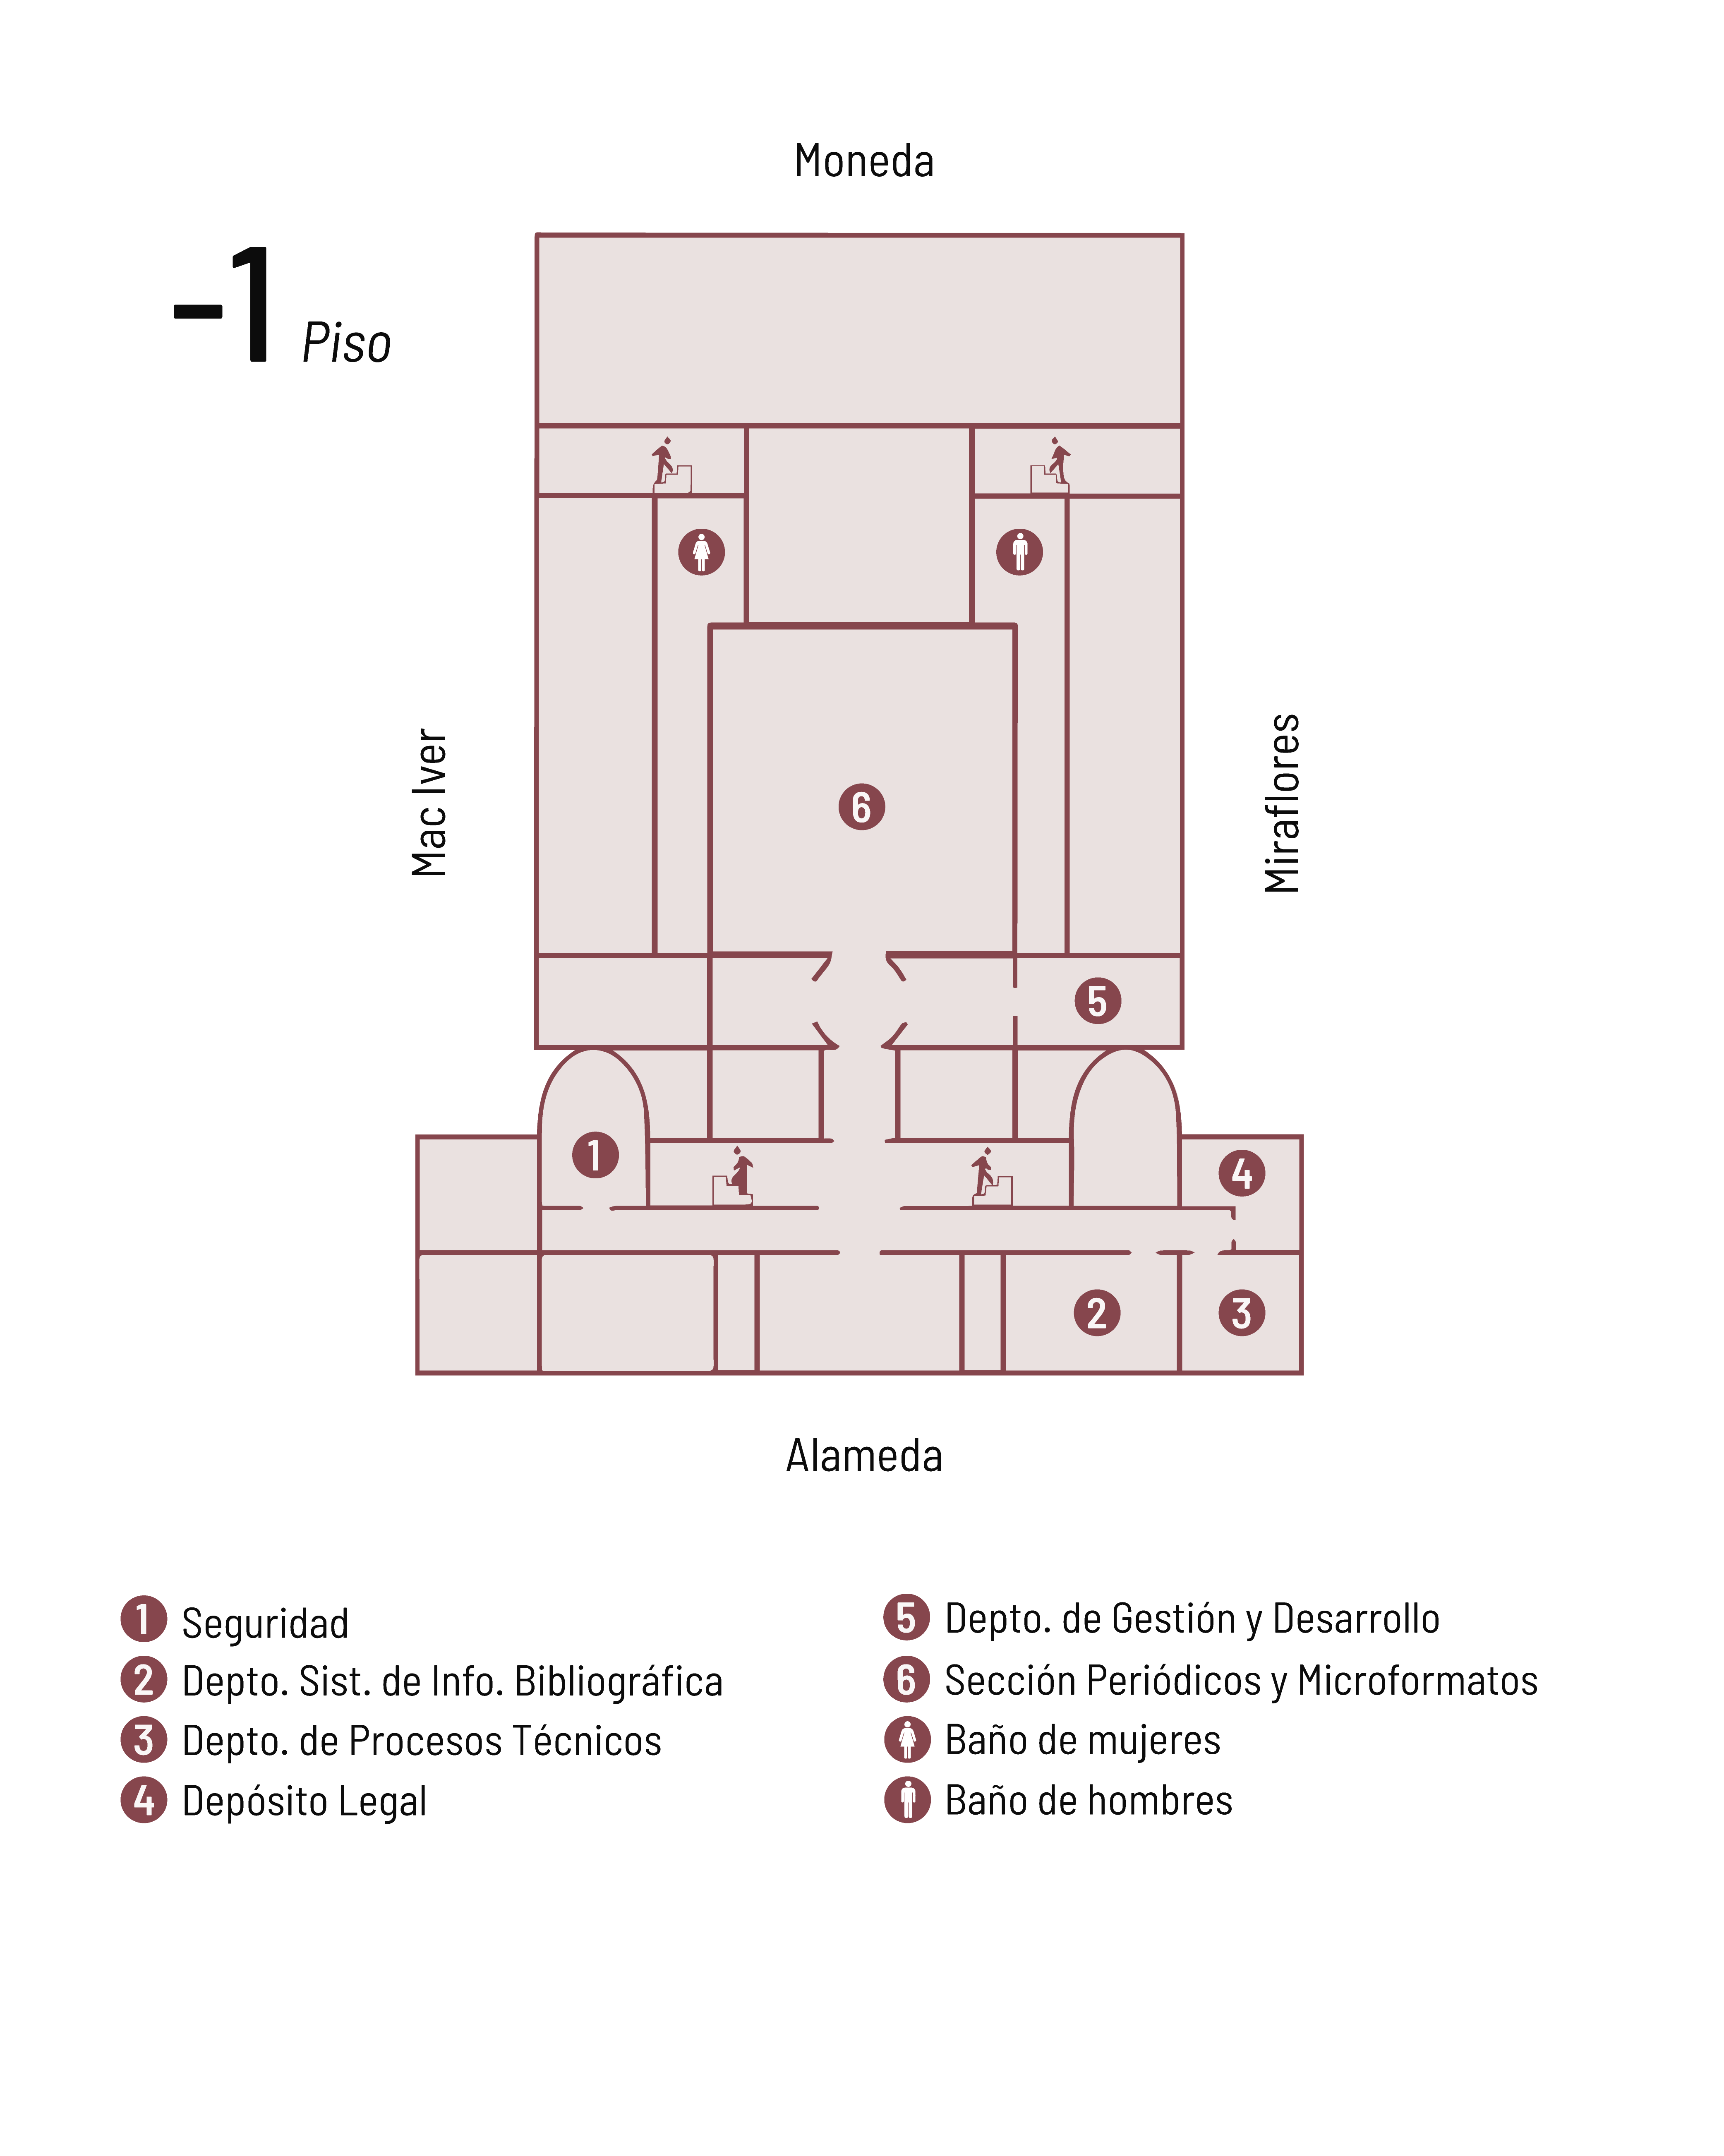 Moneda
-1 Piso
Mac Iver
Miraflores
6
5
1
4
2
3
Alameda
1 Seguridad
2 Depto. Sist. de Info. Bibliográfica
3 Depto. de Procesos Técnicos
4 Depósito Legal
5 Depto. de Gestión y Desarrollo
6 Sección Periódicos y Microformatos
Baño de mujeres
Baño de hombres